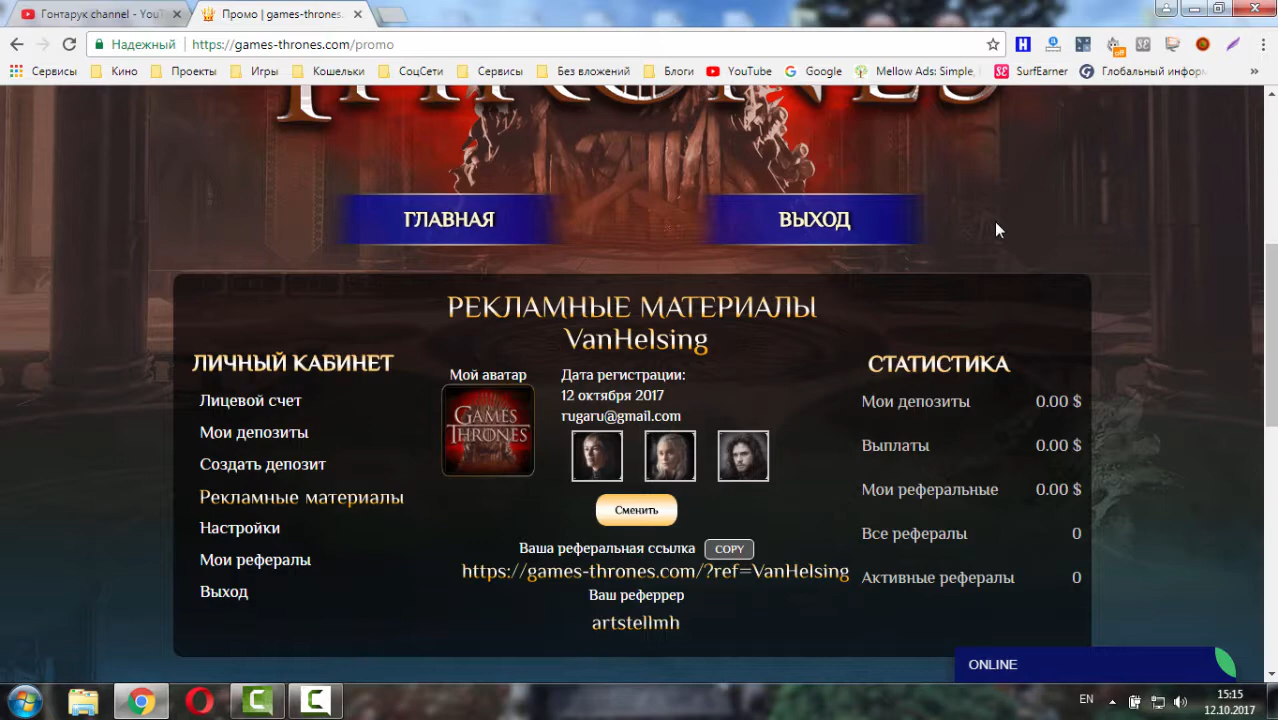 Гонтарук channel - YouT
Промо | games-thrones.
Надежный
https://games-thrones.com/promo
Сервисы
Кино
Проекты
Игры
Кошельки
СоцСети
Сервисы
Без вложений
Блоги
YouTube
Google
Mellow Ads: Simple,
SurfEarner
Глобальный инфор
THRONES
ГЛАВНАЯ
ВЫХОД
РЕКЛАМНЫЕ МАТЕРИАЛЫ
VanHelsing
ЛИЧНЫЙ КАБИНЕТ
Лицевой счет
Мои депозиты
Создать депозит
Рекламные материалы
Настройки
Мои рефералы
Выход
Мой аватар
GAMES
THRONES
Дата регистрации:
12 октября 2017
rugaru@gmail.com
Сменить
Ваша реферальная ссылка
COPY
https://games-thrones.com/?ref=VanHelsing
Ваш реферрер
artstellmh
СТАТИСТИКА
Мои депозиты 0.00 $
Выплаты 0.00 $
Мои реферальные 0.00 $
Все рефералы 0
Активные рефералы 0
ONLINE
EN
15:15
12.10.2017